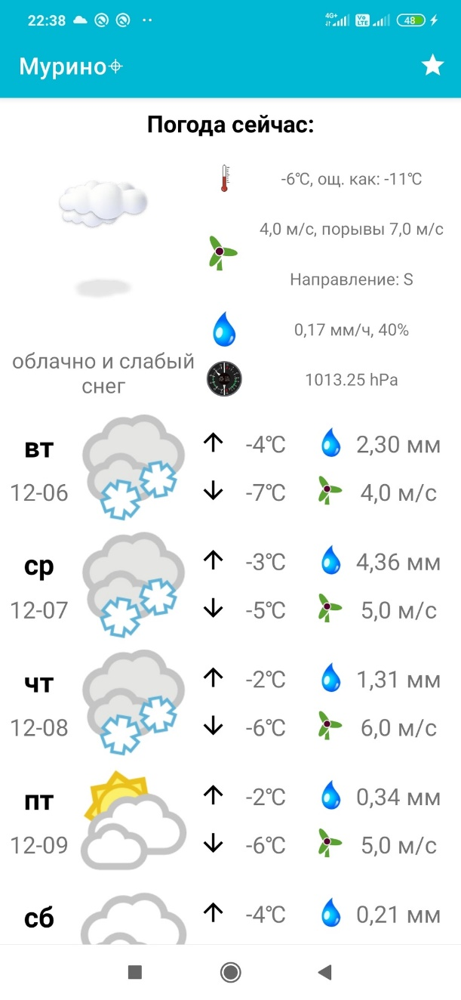 22:38
4G+
Vo
LTE
48
Мурино
Погода сейчас:
-6℃, ощ. как: -11℃
4,0 м/с, порывы 7,0 м/с
Направление: S
0,17 мм/ч, 40%
облачно и слабый
снег
1013.25 hPa
вт
-4℃
2,30 мм
12-06
-7℃
4,0 м/с
ср
-3℃
4,36 мм
12-07
-5℃
5,0 м/с
чт
-2℃
1,31 мм
12-08
-6℃
6,0 м/с
пт
-2℃
0,34 мм
12-09
-6℃
5,0 м/с
сб
-4℃
0,21 мм